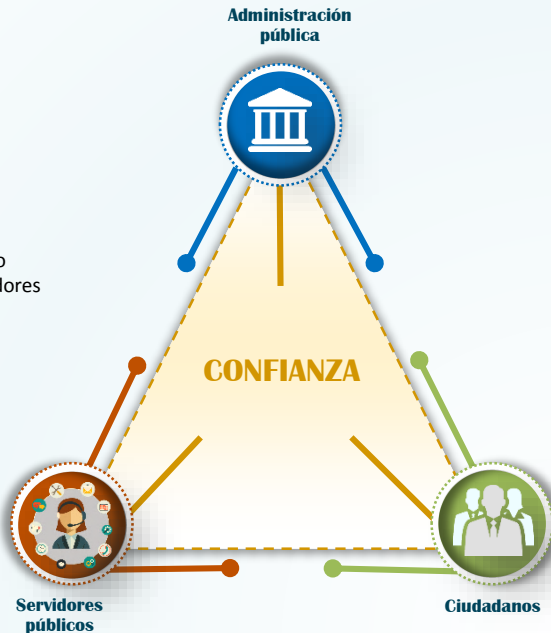 Administración
pública
CONFIANZA
Servidores
públicos
Ciudadanos